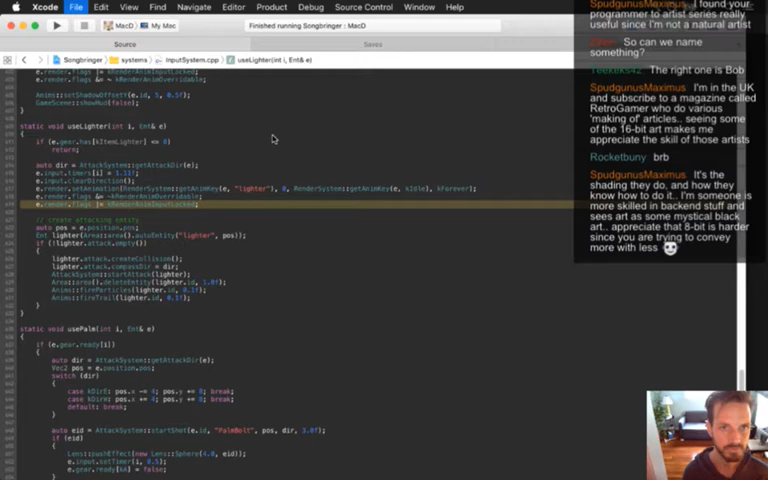 Xcode File Edit View Find Navigate Editor Product Debug Source Control Window Help
MacD My Mac
Finished running Songbringer : MacD
Source
Saves
Songbringer systems InputSystem.cpp useLighter(int i, Ent& e)
e.render.flags
Anims::setShadowOffset(e.id, 5, 0.5f);
GameScene::showHud(false);
}
static void useLighter(int i, Ent& e)
{
if (e.gear.has[kItemLighter] <= 0)
return;
auto dir = AttackSystem::getAttackDir(e);
e.input.timers[i] = 1.11f;
e.input.clearDirection();
e.render.setAnimation(RenderSystem::getAnimKey(e, "lighter"), 0, RenderSystem::getAnimKey(e, kIdle), kForever);
e.render.flags &= ~kRenderAnimOverridable;
e.render.flags |= kRenderAnimInputLocked;
// create attacking entity
auto pos = e.position.pos;
Ent lighter(Area::area().autoEntity("lighter", pos));
if (!lighter.empty())
{
lighter.attack.createCollision();
lighter.attack.compassDir = dir;
AttackSystem::startAttack(lighter);
Area::area().deleteEntity(lighter.id, 1.0f);
Anims::fireParticles(lighter.id, 0.1f);
Anims::fireTrail(lighter.id, 0.1f);
}
}
static void usePalm(int i, Ent& e)
{
if (e.gear.ready[i])
{
auto dir = AttackSystem::getAttackDir(e);
Vec2 pos = e.position.pos;
switch (dir)
{
case kDirE: pos.x -= 4; pos.y += 8; break;
case kDirW: pos.x += 4; pos.y += 8; break;
default: break;
}
auto eid = AttackSystem::startShot(e.id, "PalmBolt", pos, dir, 3.0f);
if (eid)
{
Lens::pushEffect(new Lens::Sphere(4.0, eid));
e.input.setTimer(i, 0.5);
e.gear.ready[kA] = false;
}
SpudgunusMaximus I found your
programmer to artist series really
useful since I'm not a natural artist
So can we name
something?
The right one is Bob
SpudgunusMaximus I'm in the UK
and subscribe to a magazine called
RetroGamer who do various
'making of' articles.. seeing some
of the 16-bit art makes me
appreciate the skill of those artists
Rocketbuny brb
SpudgunusMaximus It's the
shading they do, and how they
know how to do it.. I'm someone is
more skilled in backend stuff and
sees art as some mystical black
art.. appreciate that 8-bit is harder
since you are trying to convey
more with less